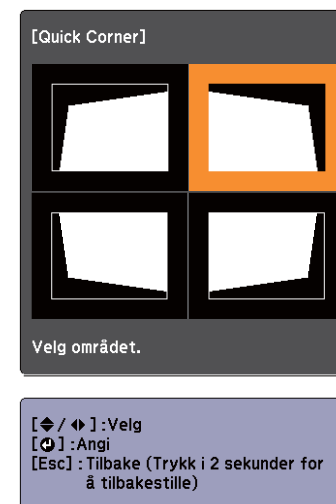 [Quick Corner]
Velg området.
[◆/◆] :Velg
[↵] :Angi
[Esc] : Tilbake (Trykk i 2 sekunder for
å tilbakestille)